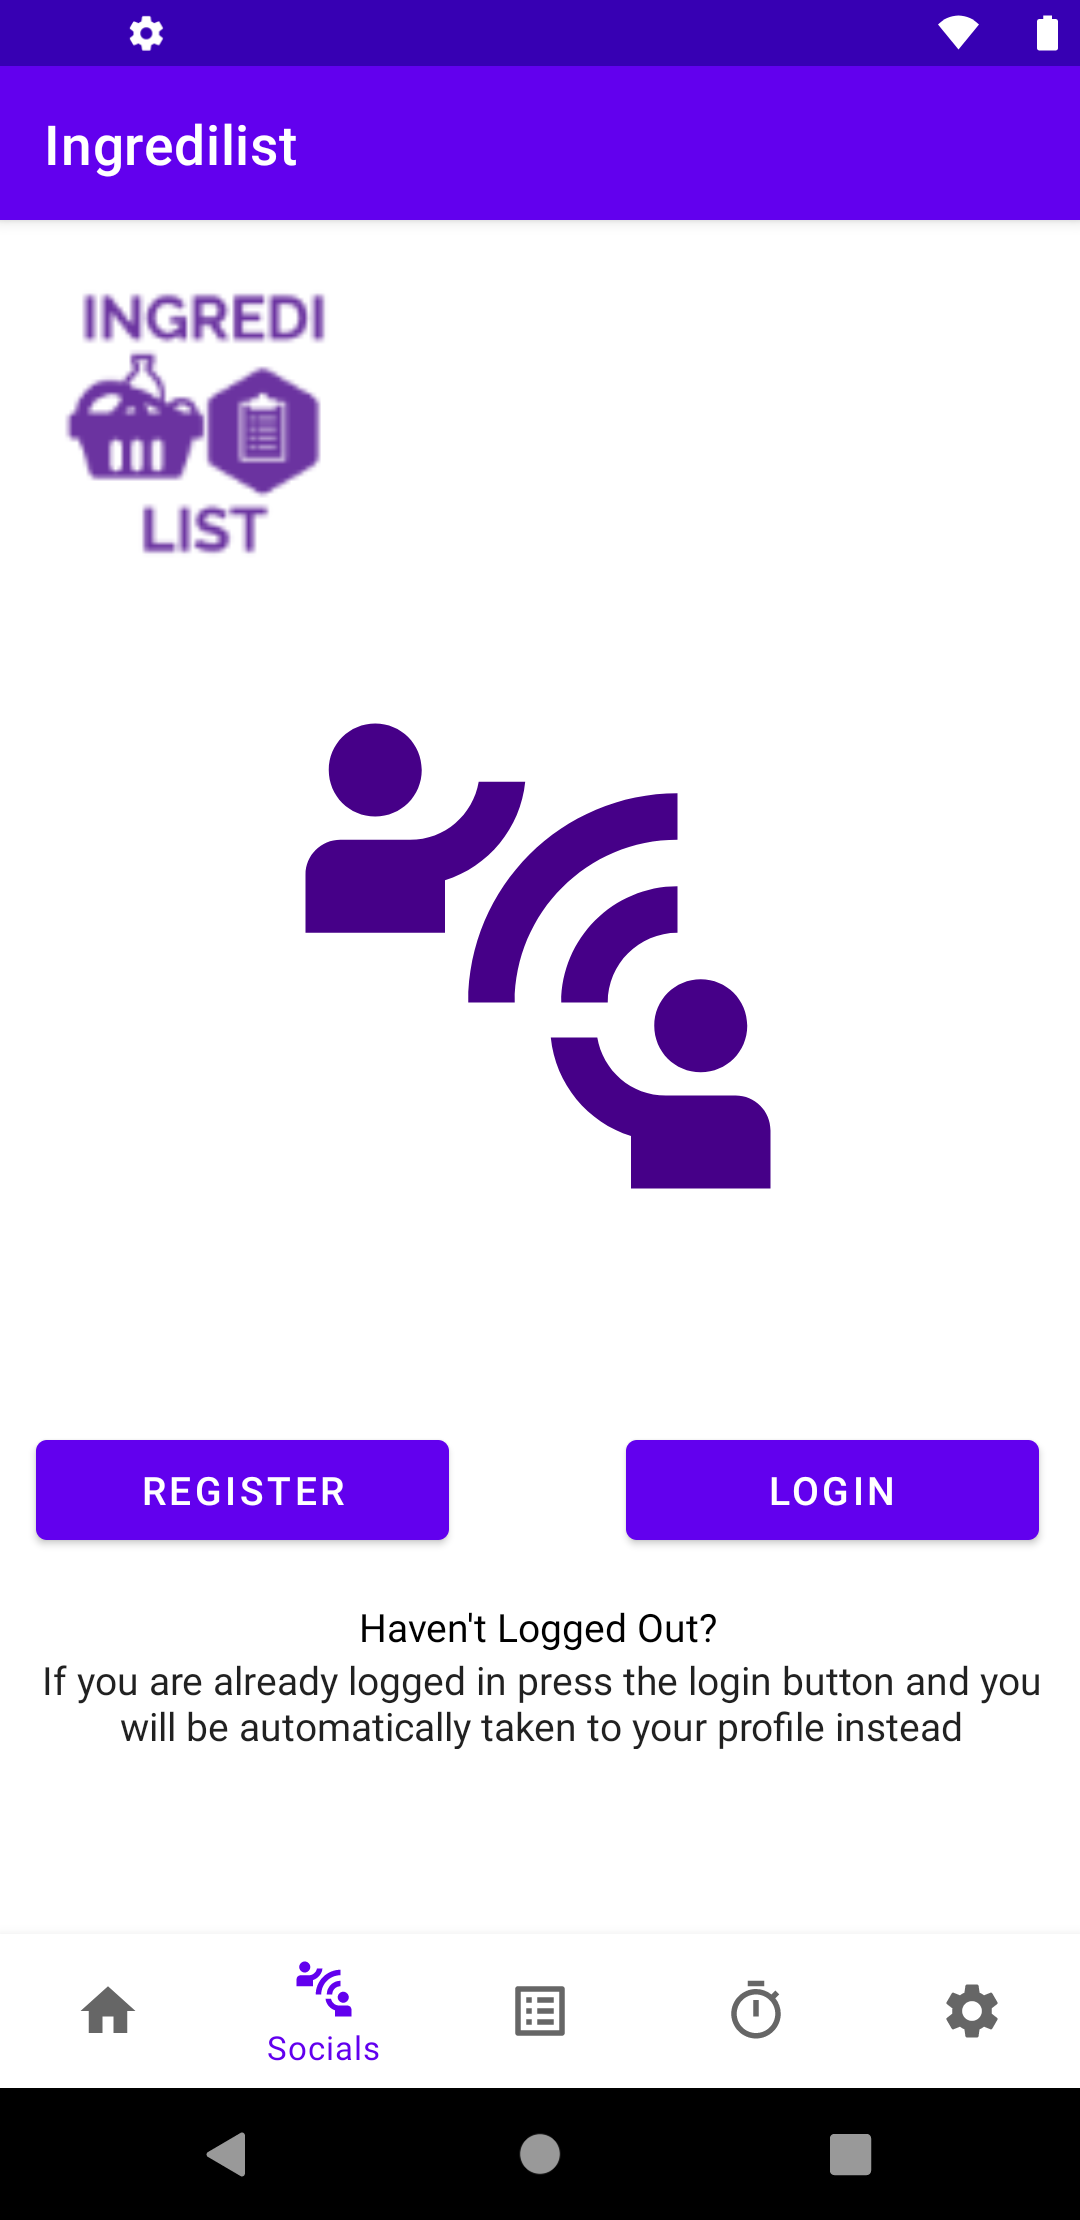 Ingredilist
INGREDI
LIST
REGISTER
LOGIN
Haven't Logged Out?
If you are already logged in press the login button and you
will be automatically taken to your profile instead
Socials